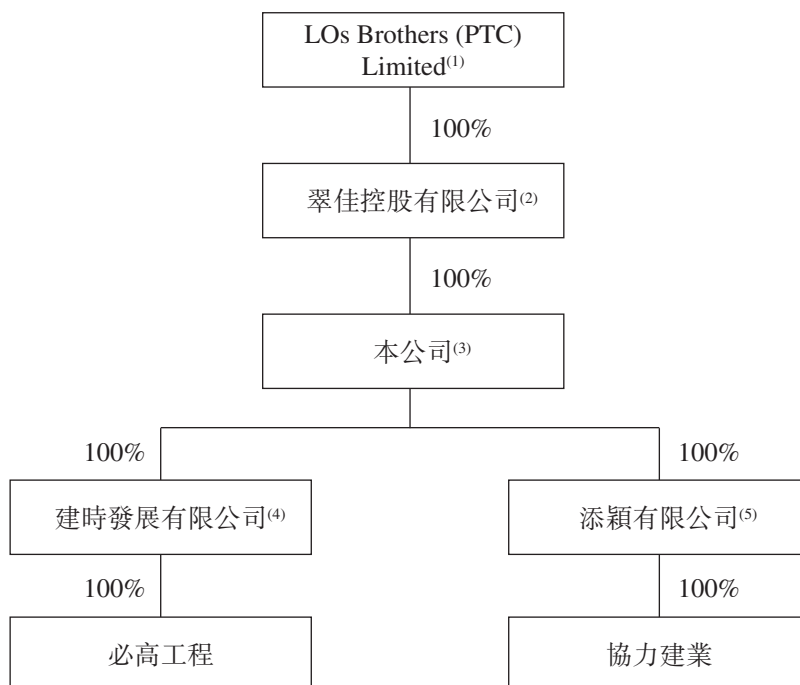 LOs Brothers (PTC)
Limited(1)
100%
翠佳控股有限公司(2)
100%
本公司(3)
100%
100%
建時發展有限公司(4)
添穎有限公司(5)
100%
100%
必高工程
協力建業